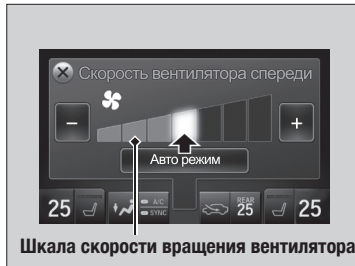 Скорость вентилятора спереди
Авто режим
25 A/C SYNC REAR 25 25
Шкала скорости вращения вентилятора